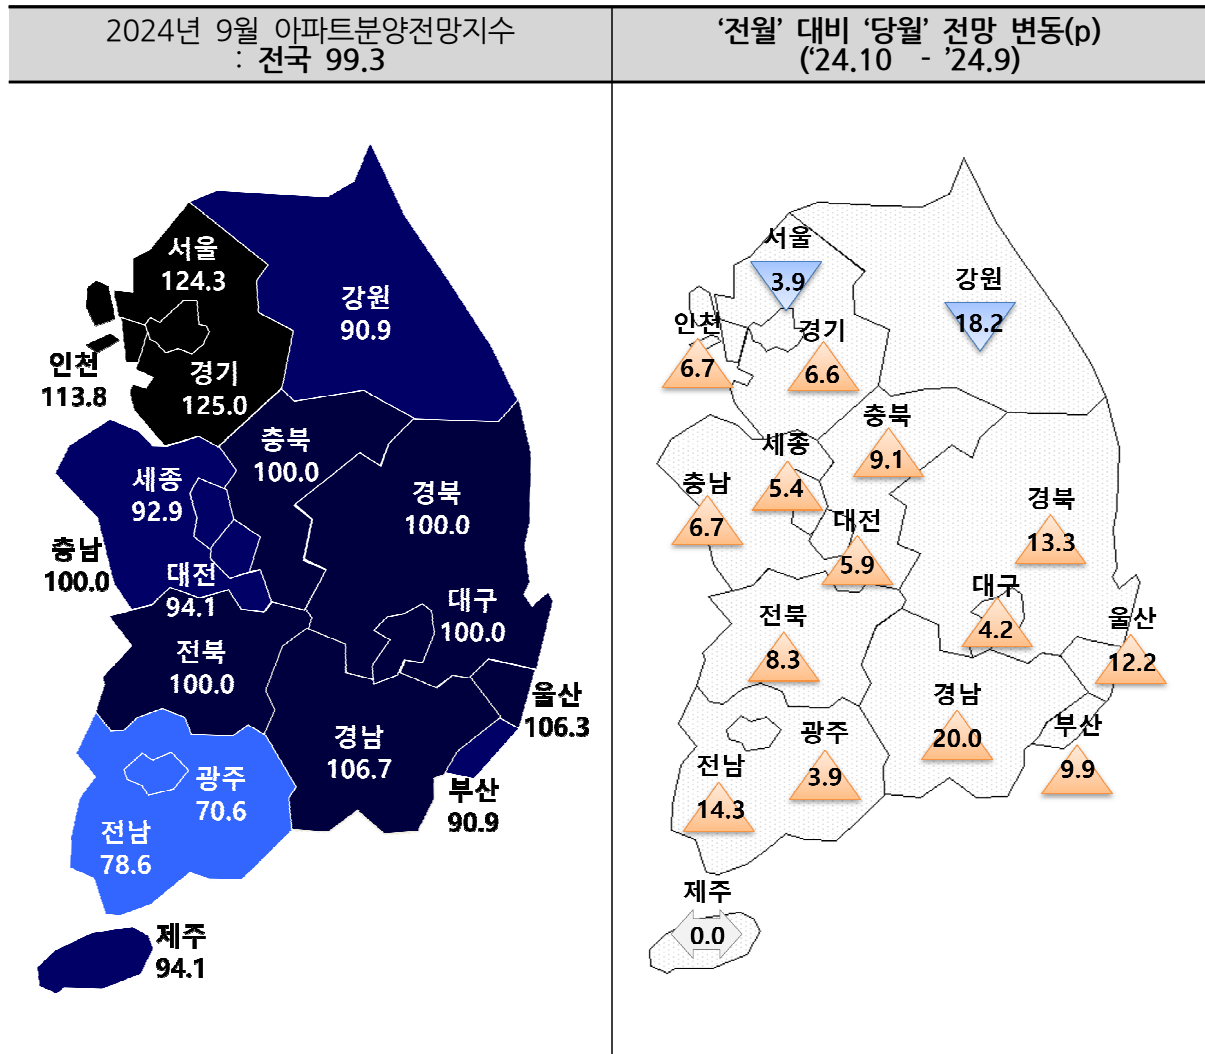 2024년 9월 아파트분양전망지수
: 전국 99.3
‘전월’ 대비 ‘당월’ 전망 변동(p)
(‘24.10 - ’24.9)
서울
124.3
강원
90.9
인천
113.8
경기
125.0
충북
100.0
세종
92.9
경북
100.0
충남
100.0
대전
94.1
대구
100.0
전북
100.0
울산
106.3
경남
106.7
부산
90.9
광주
70.6
전남
78.6
제주
94.1
서울
3.9
강원
18.2
인천
6.7
경기
6.6
충북
9.1
세종
5.4
충남
6.7
경북
13.3
대전
5.9
대구
4.2
전북
8.3
울산
12.2
경남
20.0
부산
9.9
광주
3.9
전남
14.3
제주
0.0